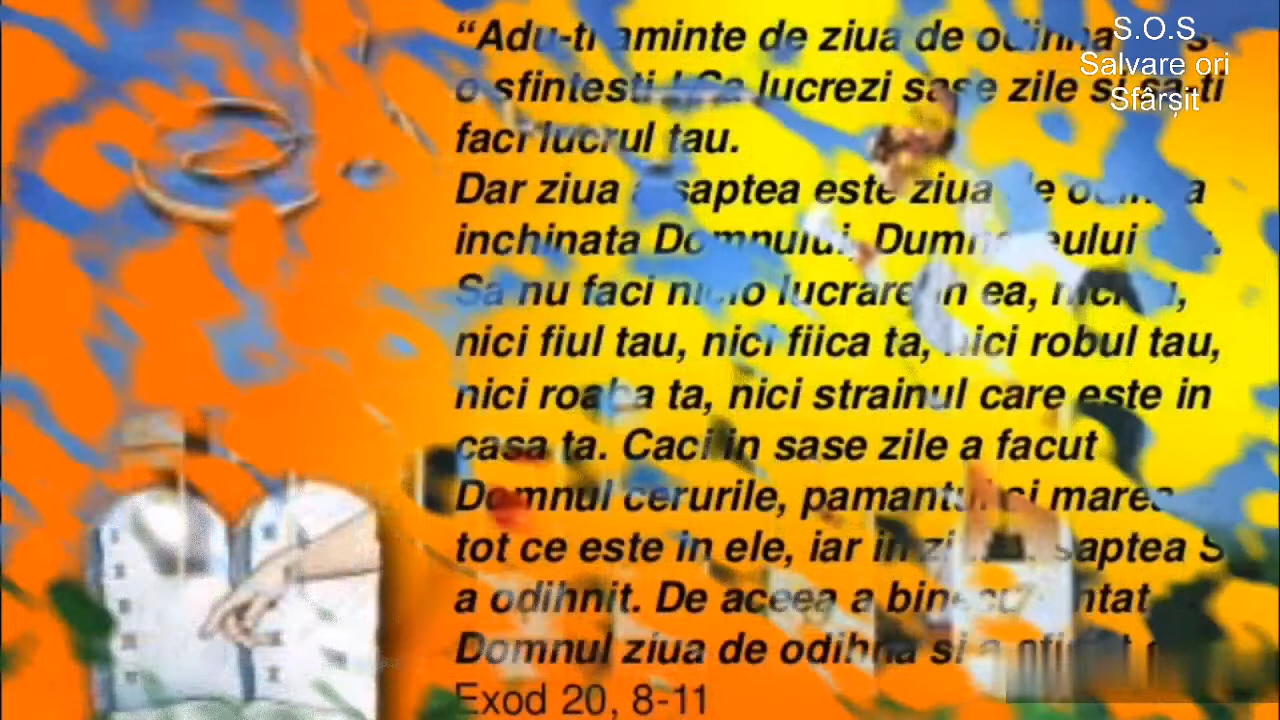 “Adu-ti aminte de ziua de odihna
o sfintesti ! Sa lucrezi sase zile si sa-ti
faci lucrul tau.
Dar ziua a saptea este ziua de odihna
inchinata Domnului, Dumnezeului
Sa nu faci nicio lucrare in ea, nici tu,
nici fiul tau, nici fiica ta, nici robul tau,
nici roaba ta, nici strainul care este in
casa ta. Caci in sase zile a facut
Domnul cerurile, pamantul si marea
tot ce este in ele, iar in saptea S
a odihnit. De aceea a binecuvantat
Domnul ziua de odihna si a
Exod 20, 8-11
S.O.S
Salvare ori
Sfârșit